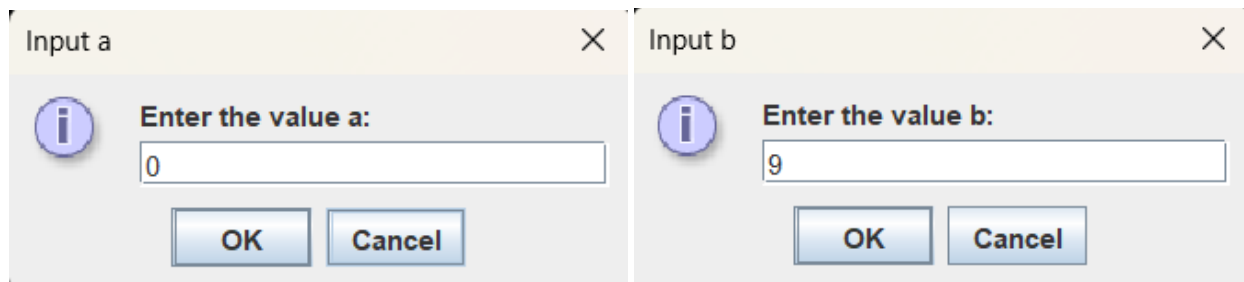 Input a
Enter the value a:
0
OK Cancel
Input b
Enter the value b:
9
OK Cancel